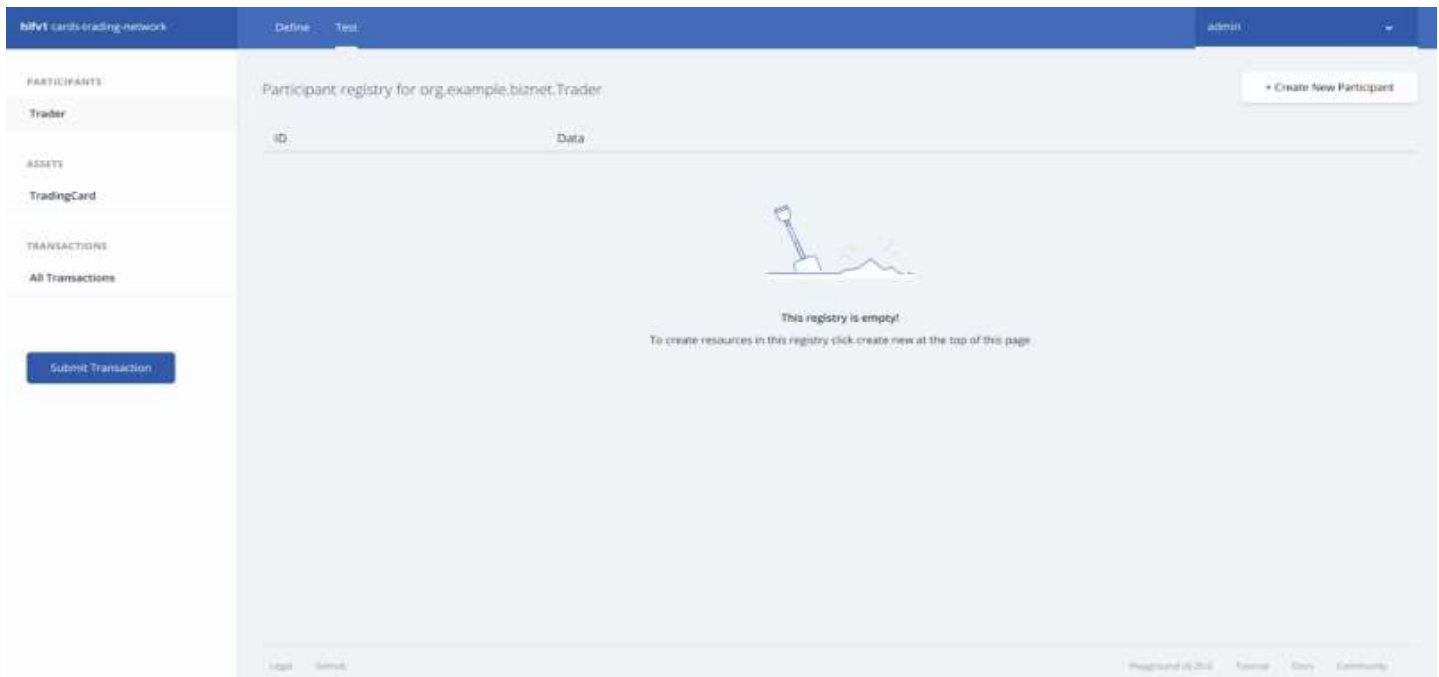 hlfv1 cards-trading-network
Define Test
admin
PARTICIPANTS
Trader
ASSETS
TradingCard
TRANSACTIONS
All Transactions
Submit Transaction
Participant registry for org.example.biznet.Trader
+ Create New Participant
ID Data
This registry is empty!
To create resources in this registry click create new at the top of this page
Legal GitHub
Playground Tutorial Docs Community